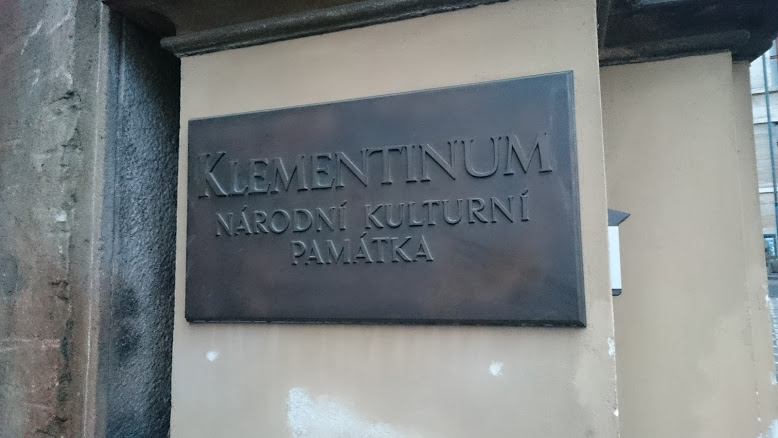 KLEMENTINUM
NÁRODNÍ KULTURNÍ
PAMÁTKA